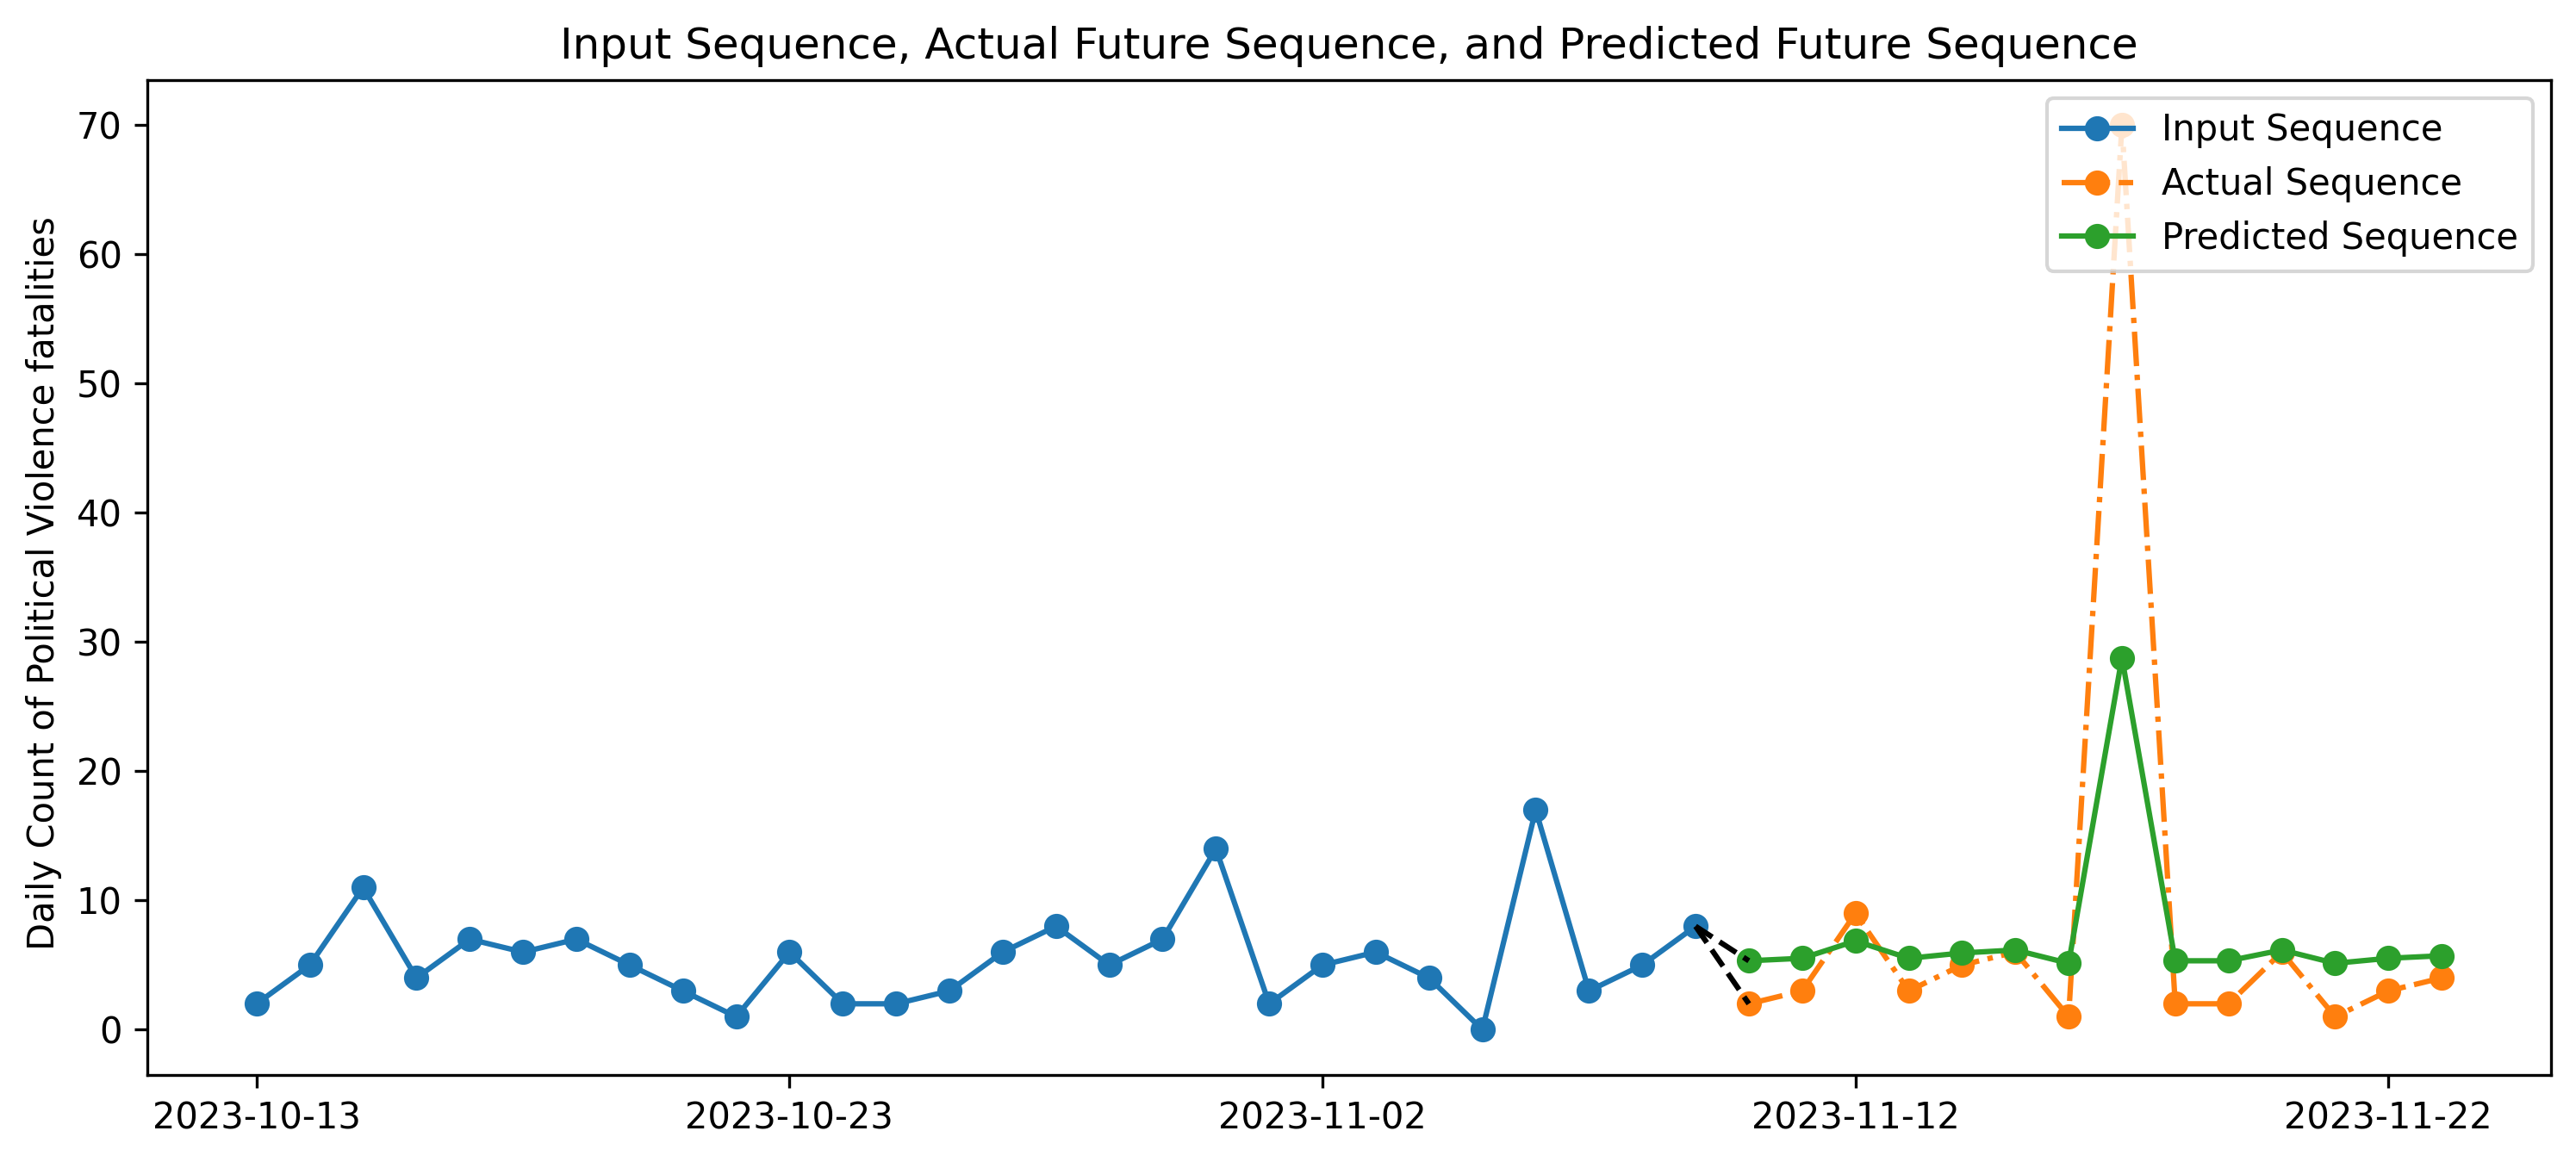 Input Sequence, Actual Future Sequence, and Predicted Future Sequence
Daily Count of Political Violence fatalities
70
60
50
40
30
20
10
0
Input Sequence
Actual Sequence
Predicted Sequence
2023-10-13
2023-10-23
2023-11-02
2023-11-12
2023-11-22